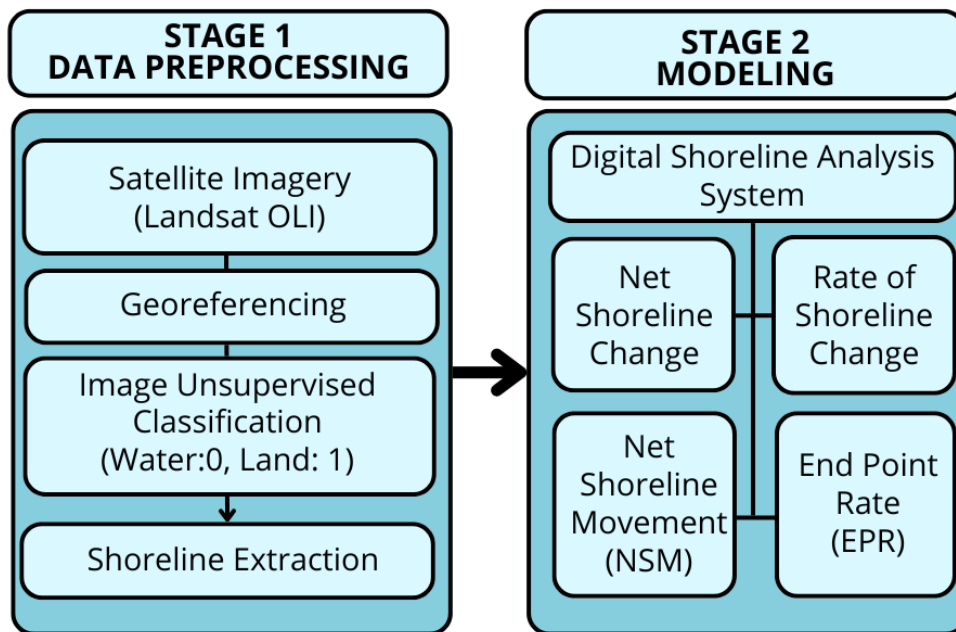 STAGE 1
DATA PREPROCESSING
Satellite Imagery
(Landsat OLI)
Georeferencing
Image Unsupervised
Classification
(Water:0, Land: 1)
Shoreline Extraction
STAGE 2
MODELING
Digital Shoreline Analysis
System
Net
Shoreline
Change
Rate of
Shoreline
Change
Net
Shoreline
Movement
(NSM)
End Point
Rate
(EPR)